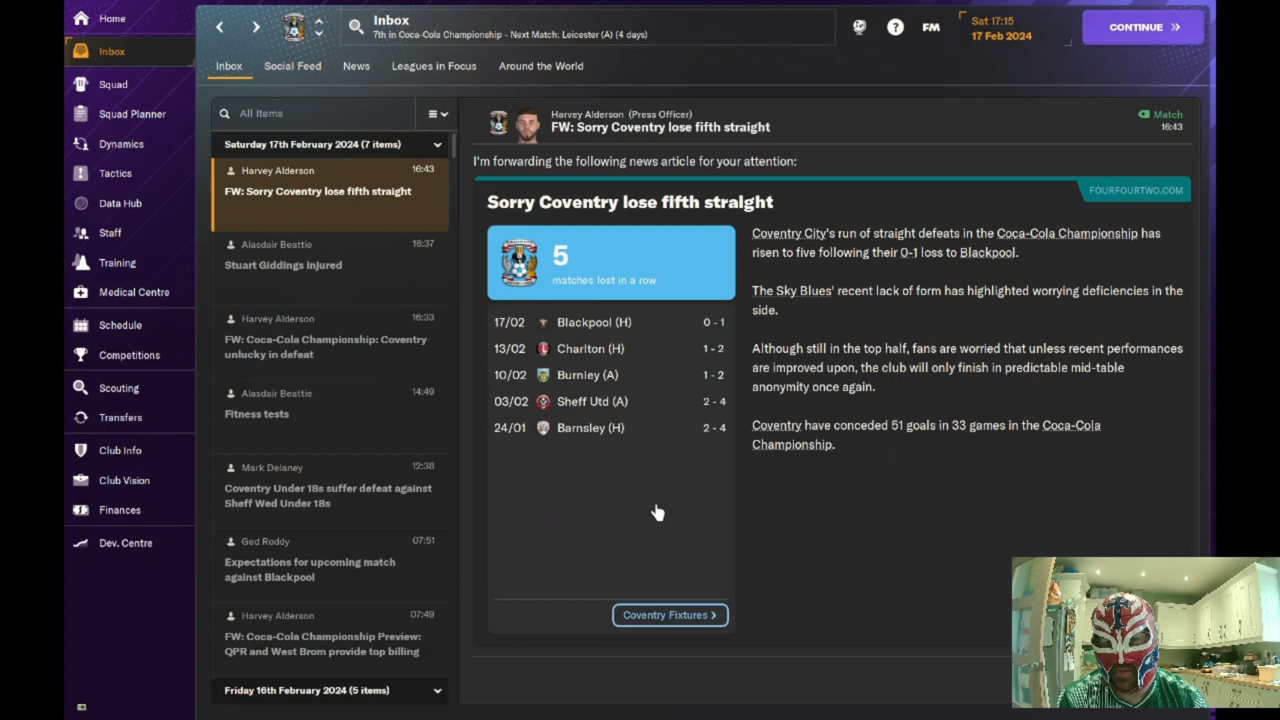 Home
Inbox
Squad
Squad Planner
Dynamics
Tactics
Data Hub
Staff
Training
Medical Centre
Schedule
Competitions
Scouting
Transfers
Club Info
Club Vision
Finances
Dev. Centre
Inbox
7th in Coca-Cola Championship - Next Match: Leicester (A) (4 days)
?
FM
Sat 17:15
17 Feb 2024
CONTINUE
Inbox
Social Feed
News
Leagues in Focus
Around the World
All Items
Saturday 17th February 2024 (7 items)
Harvey Alderson 16:43
FW: Sorry Coventry lose fifth straight
Alasdair Beattie 16:37
Stuart Giddings injured
Harvey Alderson 16:33
FW: Coca-Cola Championship: Coventry
unlucky in defeat
Alasdair Beattie 14:49
Fitness tests
Mark Delaney 12:38
Coventry Under 18s suffer defeat against
Sheff Wed Under 18s
Ged Roddy 07:51
Expectations for upcoming match
against Blackpool
Harvey Alderson 07:49
FW: Coca-Cola Championship Preview:
QPR and West Brom provide top billing
Friday 16th February 2024 (5 items)
Harvey Alderson (Press Officer)
FW: Sorry Coventry lose fifth straight
Match
16:43
I'm forwarding the following news article for your attention:
FOURFOURTWO.COM
Sorry Coventry lose fifth straight
5
matches lost in a row
17/02 Blackpool (H) 0 - 1
13/02 Charlton (H) 1 - 2
10/02 Burnley (A) 1 - 2
03/02 Sheff Utd (A) 2 - 4
24/01 Barnsley (H) 2 - 4
Coventry Fixtures
Coventry City's run of straight defeats in the Coca-Cola Championship has
risen to five following their 0-1 loss to Blackpool.
The Sky Blues' recent lack of form has highlighted worrying deficiencies in the
side.
Although still in the top half, fans are worried that unless recent performances
are improved upon, the club will only finish in predictable mid-table
anonymity once again.
Coventry have conceded 51 goals in 33 games in the Coca-Cola
Championship.